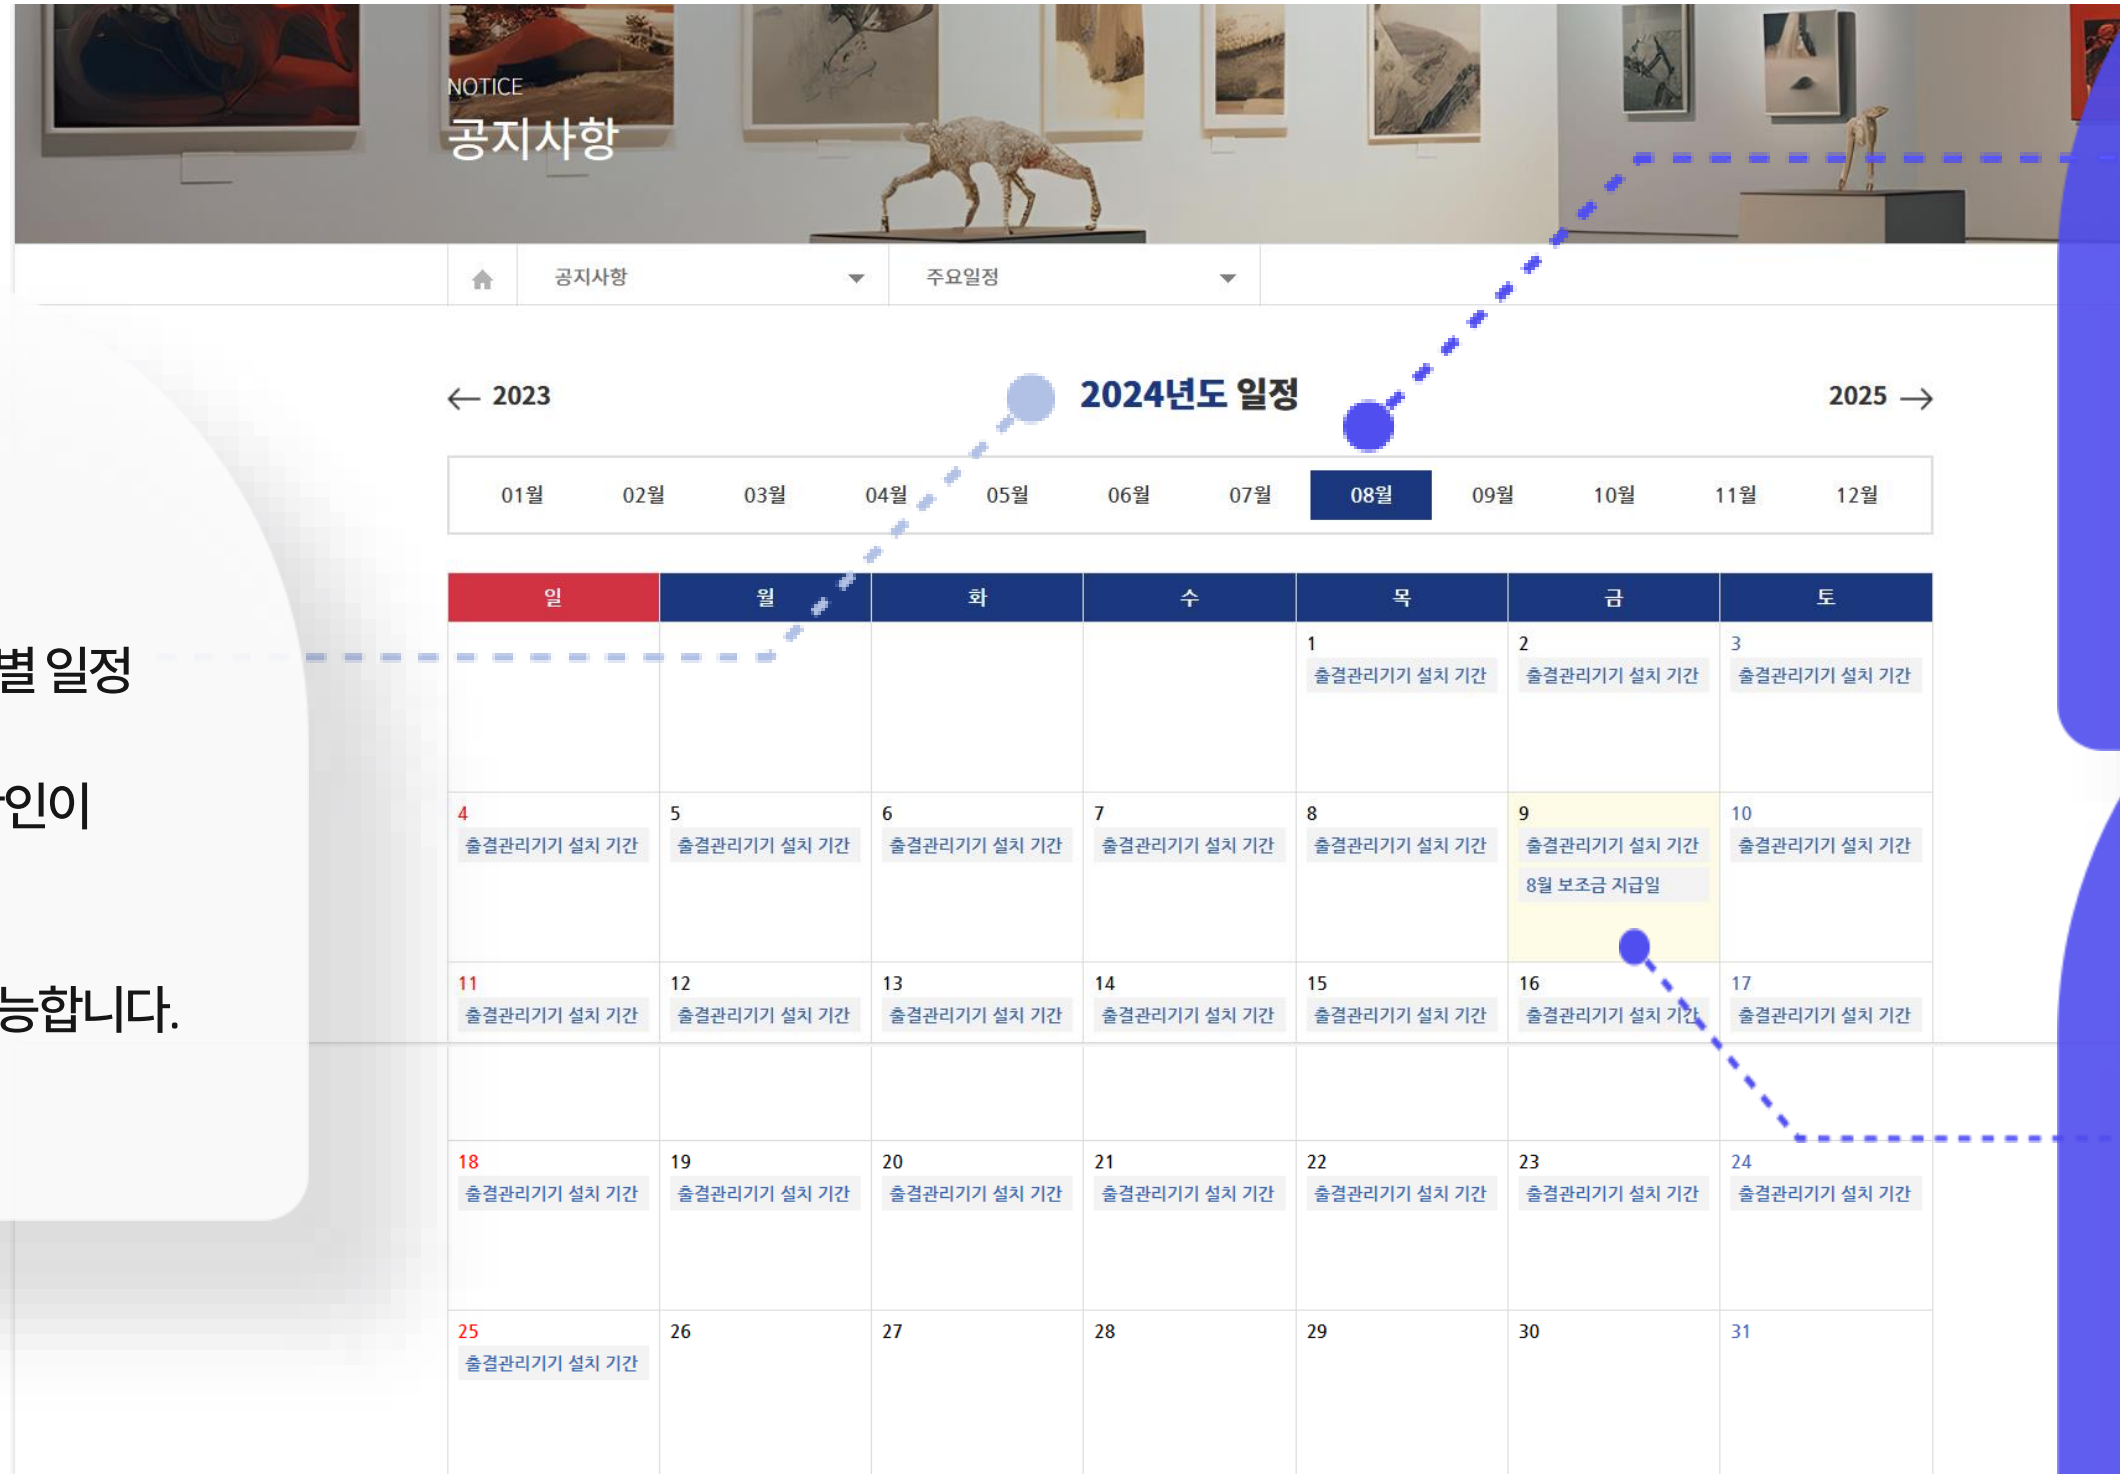 NOTICE
공지사항
공지사항 주요일정
← 2023 2024년도 일정 2025 →
01월 02월 03월 04월 05월 06월 07월 08월 09월 10월 11월 12월
일 월 화 수 목 금 토
1 2 3
출결관리기기 설치 기간 출결관리기기 설치 기간 출결관리기기 설치 기간
별 일정
4 5 6 7 8 9 10
출결관리기기 설치 기간 출결관리기기 설치 기간 출결관리기기 설치 기간 출결관리기기 설치 기간 출결관리기기 설치 기간 출결관리기기 설치 기간 출결관리기기 설치 기간
8월 보조금 지급일
인이
11 12 13 14 15 16 17
출결관리기기 설치 기간 출결관리기기 설치 기간 출결관리기기 설치 기간 출결관리기기 설치 기간 출결관리기기 설치 기간 출결관리기기 설치 기간 출결관리기기 설치 기간
능합니다.
18 19 20 21 22 23 24
출결관리기기 설치 기간 출결관리기기 설치 기간 출결관리기기 설치 기간 출결관리기기 설치 기간 출결관리기기 설치 기간 출결관리기기 설치 기간 출결관리기기 설치 기간
25 26 27 28 29 30 31
출결관리기기 설치 기간